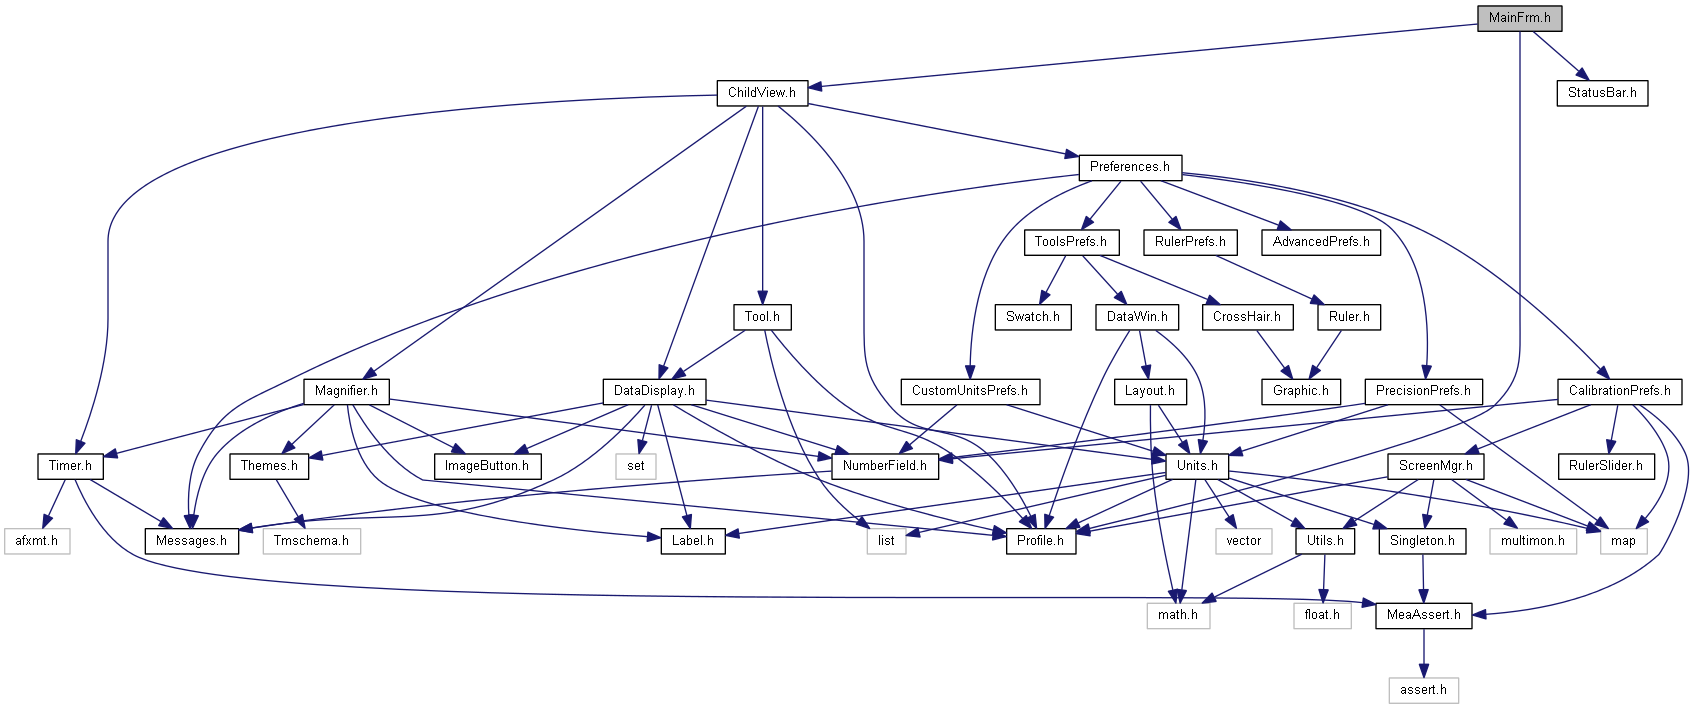 MainFrm.h
ChildView.h
StatusBar.h
Preferences.h
ToolsPrefs.h
RulerPrefs.h
AdvancedPrefs.h
Tool.h
Swatch.h
DataWin.h
CrossHair.h
Ruler.h
Magnifier.h
DataDisplay.h
CustomUnitsPrefs.h
Layout.h
Graphic.h
PrecisionPrefs.h
CalibrationPrefs.h
Timer.h
Themes.h
ImageButton.h
set
NumberField.h
Units.h
ScreenMgr.h
RulerSlider.h
afxmt.h
Messages.h
Tmschema.h
Label.h
list
Profile.h
vector
Utils.h
Singleton.h
multimon.h
map
math.h
float.h
MeaAssert.h
assert.h